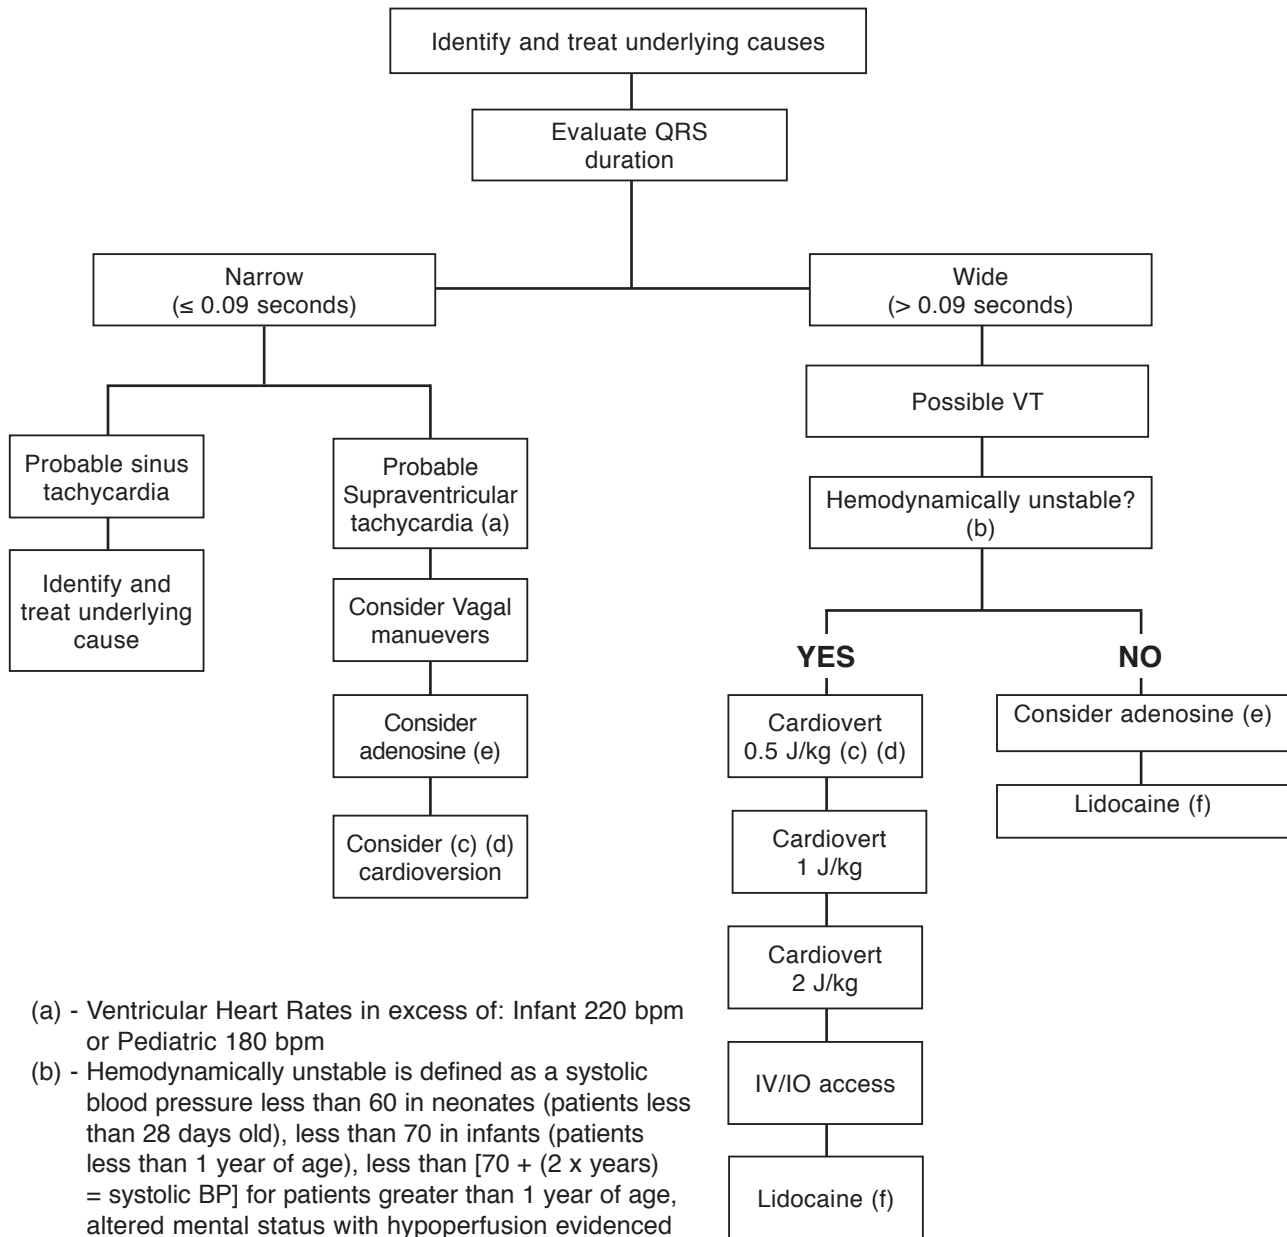 Identify and treat underlying causes
Evaluate QRS
duration
Narrow
(≤ 0.09 seconds)
Wide
(> 0.09 seconds)
Probable sinus
tachycardia
Identify and
treat underlying
cause
Probable
Supraventricular
tachycardia (a)
Consider Vagal
manuevers
Consider
adenosine (e)
Consider (c) (d)
cardioversion
Possible VT
Hemodynamically unstable?
(b)
YES
Cardiovert
0.5 J/kg (c) (d)
Cardiovert
1 J/kg
Cardiovert
2 J/kg
IV/IO access
Lidocaine (f)
NO
Consider adenosine (e)
Lidocaine (f)
(a) - Ventricular Heart Rates in excess of: Infant 220 bpm
or Pediatric 180 bpm
(b) - Hemodynamically unstable is defined as a systolic
blood pressure less than 60 in neonates (patients less
than 28 days old), less than 70 in infants (patients
less than 1 year of age), less than [70 + (2 x years)
= systolic BP] for patients greater than 1 year of age,
altered mental status with hypoperfusion evidenced